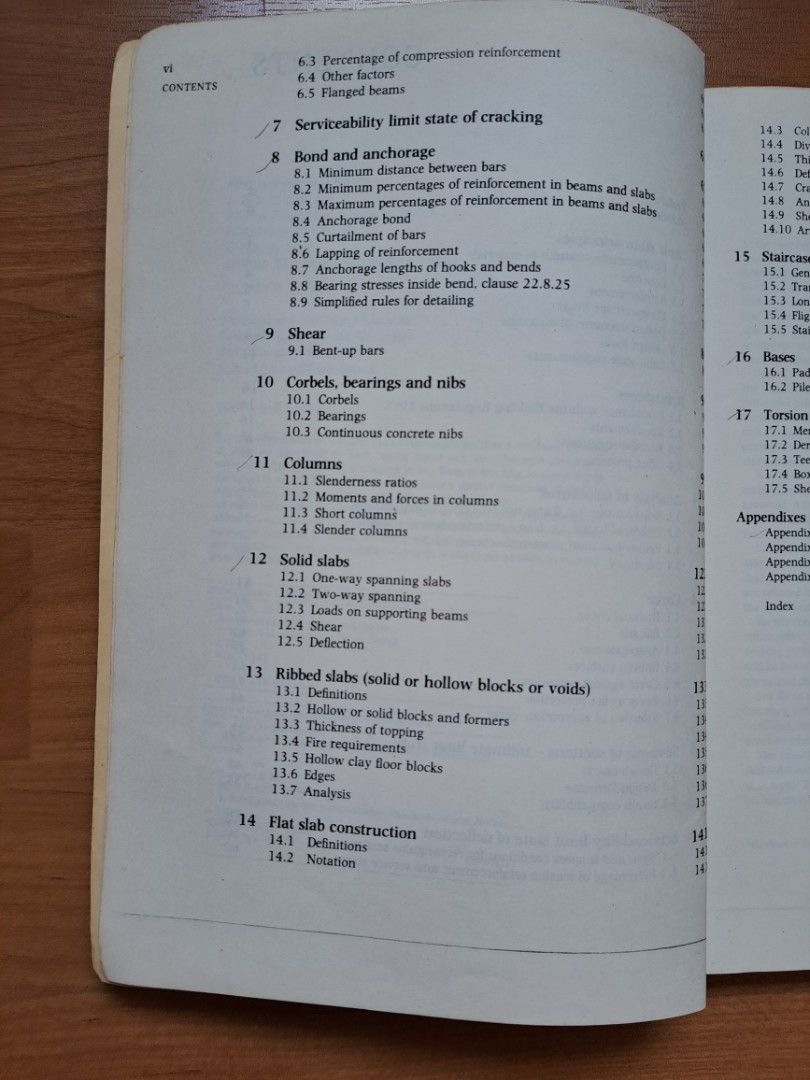 vi
CONTENTS
6.3 Percentage of compression reinforcement
6.4 Other factors
6.5 Flanged beams
7 Serviceability limit state of cracking
8 Bond and anchorage
8.1 Minimum distance between bars
8.2 Minimum percentages of reinforcement in beams and slabs
8.3 Maximum percentages of reinforcement in beams and slabs
8.4 Anchorage bond
8.5 Curtailment of bars
8.6 Lapping of reinforcement
8.7 Anchorage lengths of hooks and bends
8.8 Bearing stresses inside bend, clause 22.8.25
8.9 Simplified rules for detailing
9 Shear
9.1 Bent-up bars
10 Corbels, bearings and nibs
10.1 Corbels
10.2 Bearings
10.3 Continuous concrete nibs
11 Columns
11.1 Slenderness ratios
11.2 Moments and forces in columns
11.3 Short columns
11.4 Slender columns
12 Solid slabs
12.1 One-way spanning slabs
12.2 Two-way spanning
12.3 Loads on supporting beams
12.4 Shear
12.5 Deflection
13 Ribbed slabs (solid or hollow blocks or voids)
13.1 Definitions
13.2 Hollow or solid blocks and formers
13.3 Thickness of topping
13.4 Fire requirements
13.5 Hollow clay floor blocks
13.6 Edges
13.7 Analysis
14 Flat slab construction
14.1 Definitions
14.2 Notation
14.3
14.4
14.5
14.6
14.7
14.8
14.9
14.10
15
15.1
15.2
15.3
15.4
15.5
16 Bases
16.1
16.2
17 Torsion
17.1
17.2
17.3
17.4
17.5
Appendixes
Index